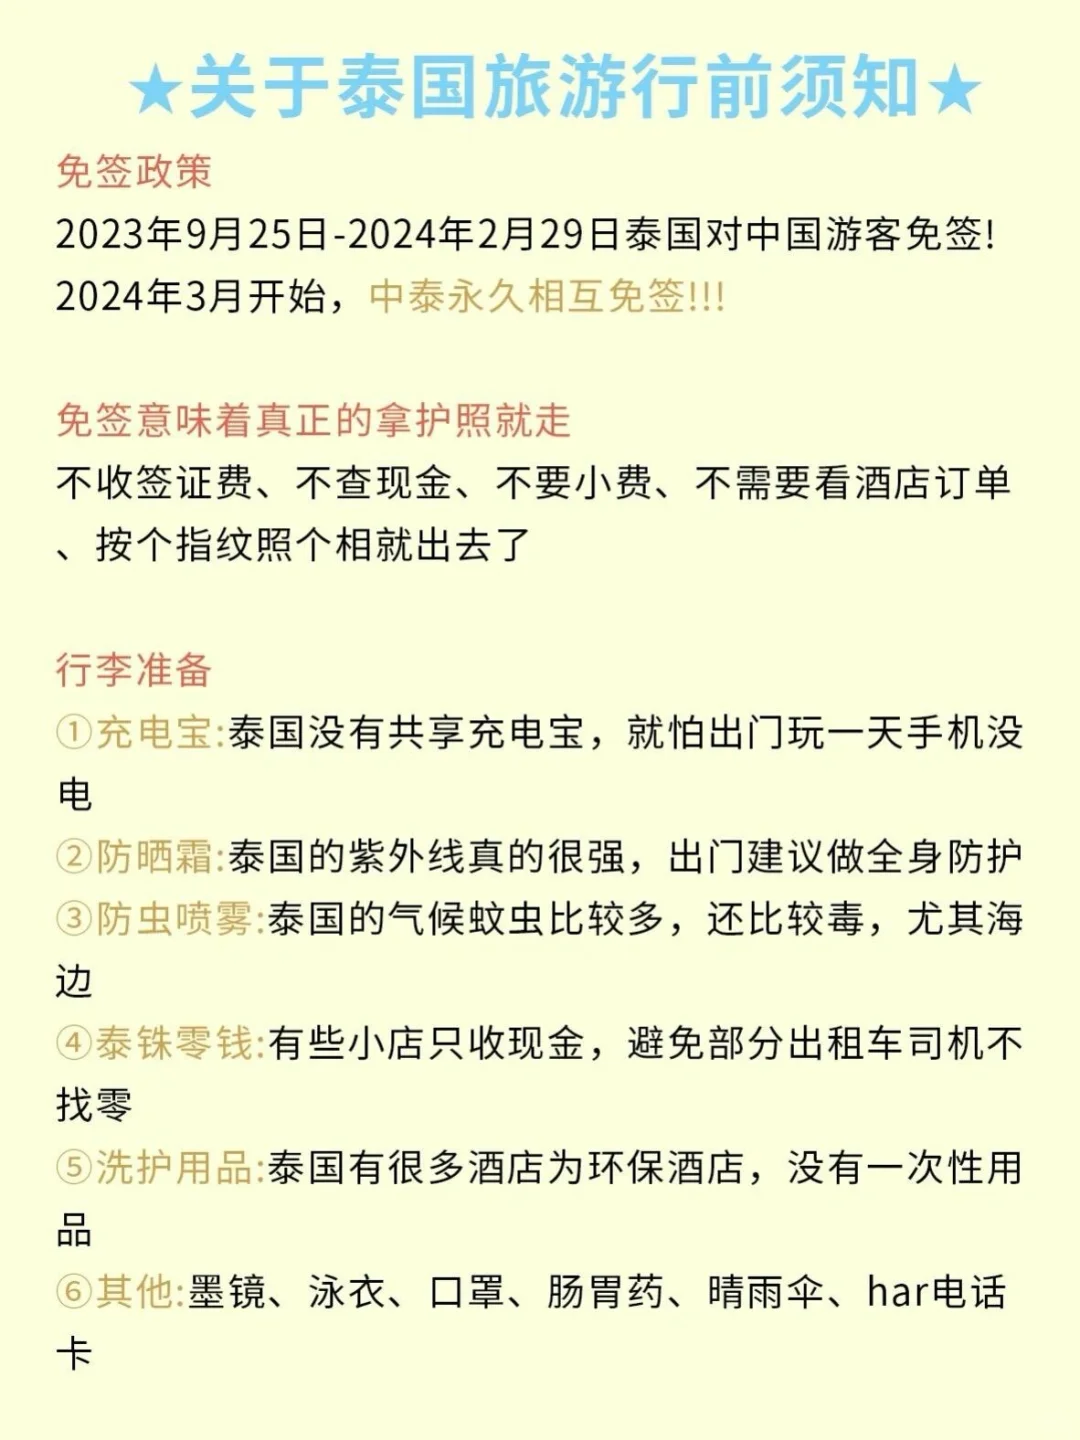 ★关于泰国旅游行前须知★
免签政策
2023年9月25日-2024年2月29日泰国对中国游客免签!
2024年3月开始，中泰永久相互免签!!!
免签意味着真正的拿护照就走
不收签证费、不查现金、不要小费、不需要看酒店订单
、按个指纹照个相就出去了
行李准备
①充电宝:泰国没有共享充电宝，就怕出门玩一天手机没
电
②防晒霜:泰国的紫外线真的很强，出门建议做全身防护
③防虫喷雾:泰国的气候蚊虫比较多，还比较毒，尤其海
边
④泰铢零钱:有些小店只收现金，避免部分出租车司机不
找零
⑤洗护用品:泰国有很多酒店为环保酒店，没有一次性用
品
⑥其他:墨镜、泳衣、口罩、肠胃药、晴雨伞、har电话
卡